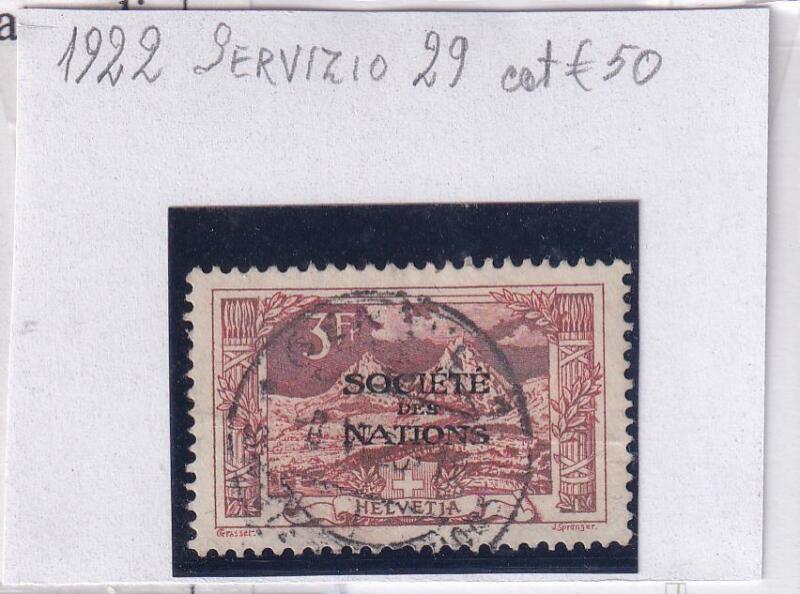 1922 SERVIZIO 29 cat € 50
3 Fr
SOCIÉTÉ
DES
NATIONS
HELVETIA
Grasset.
J. Sprenger.